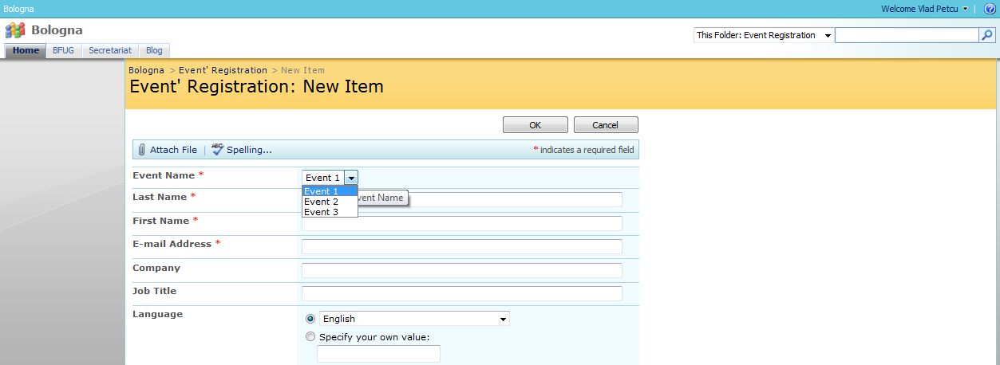 Bologna
Welcome Vlad Petcu
Bologna
This Folder: Event Registration
Home BFUG Secretariat Blog
Bologna > Event' Registration > New Item
Event' Registration: New Item
OK Cancel
Attach File | ABC Spelling... * indicates a required field
Event Name * Event 1
Event 1
Event 2
Event 3
vent Name
Last Name *
First Name *
E-mail Address *
Company
Job Title
Language English
Specify your own value: